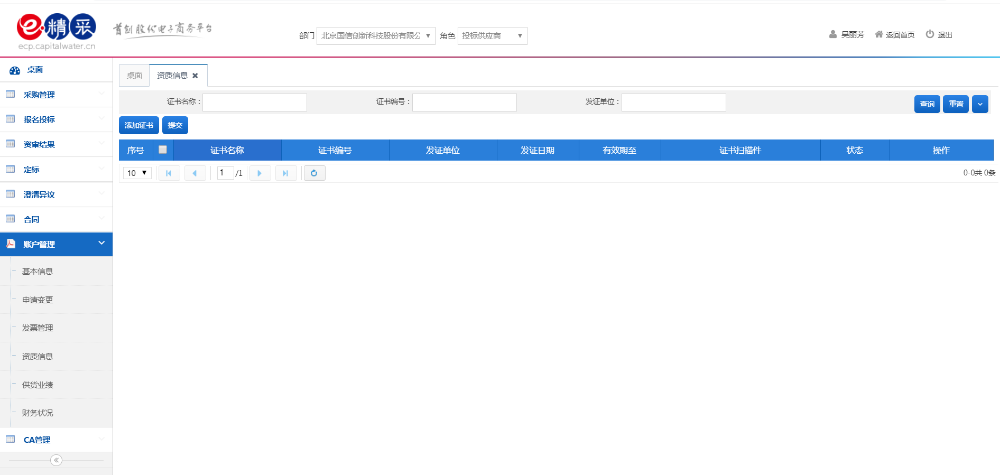 e·精采
ecp.capitalwater.cn
首创股份电子商务平台
部门 北京国信创新科技股份有限公 角色 投标供应商
吴丽芳 返回首页 退出
桌面
采购管理
报名投标
资审结果
定标
澄清异议
合同
账户管理
基本信息
申请变更
发票管理
资质信息
供货业绩
财务状况
CA管理
桌面 资质信息
证书名称： 证书编号： 发证单位： 查询 重置
添加证书 提交
序号 证书名称 证书编号 发证单位 发证日期 有效期至 证书扫描件 状态 操作
10 1 /1 0-0共 0条